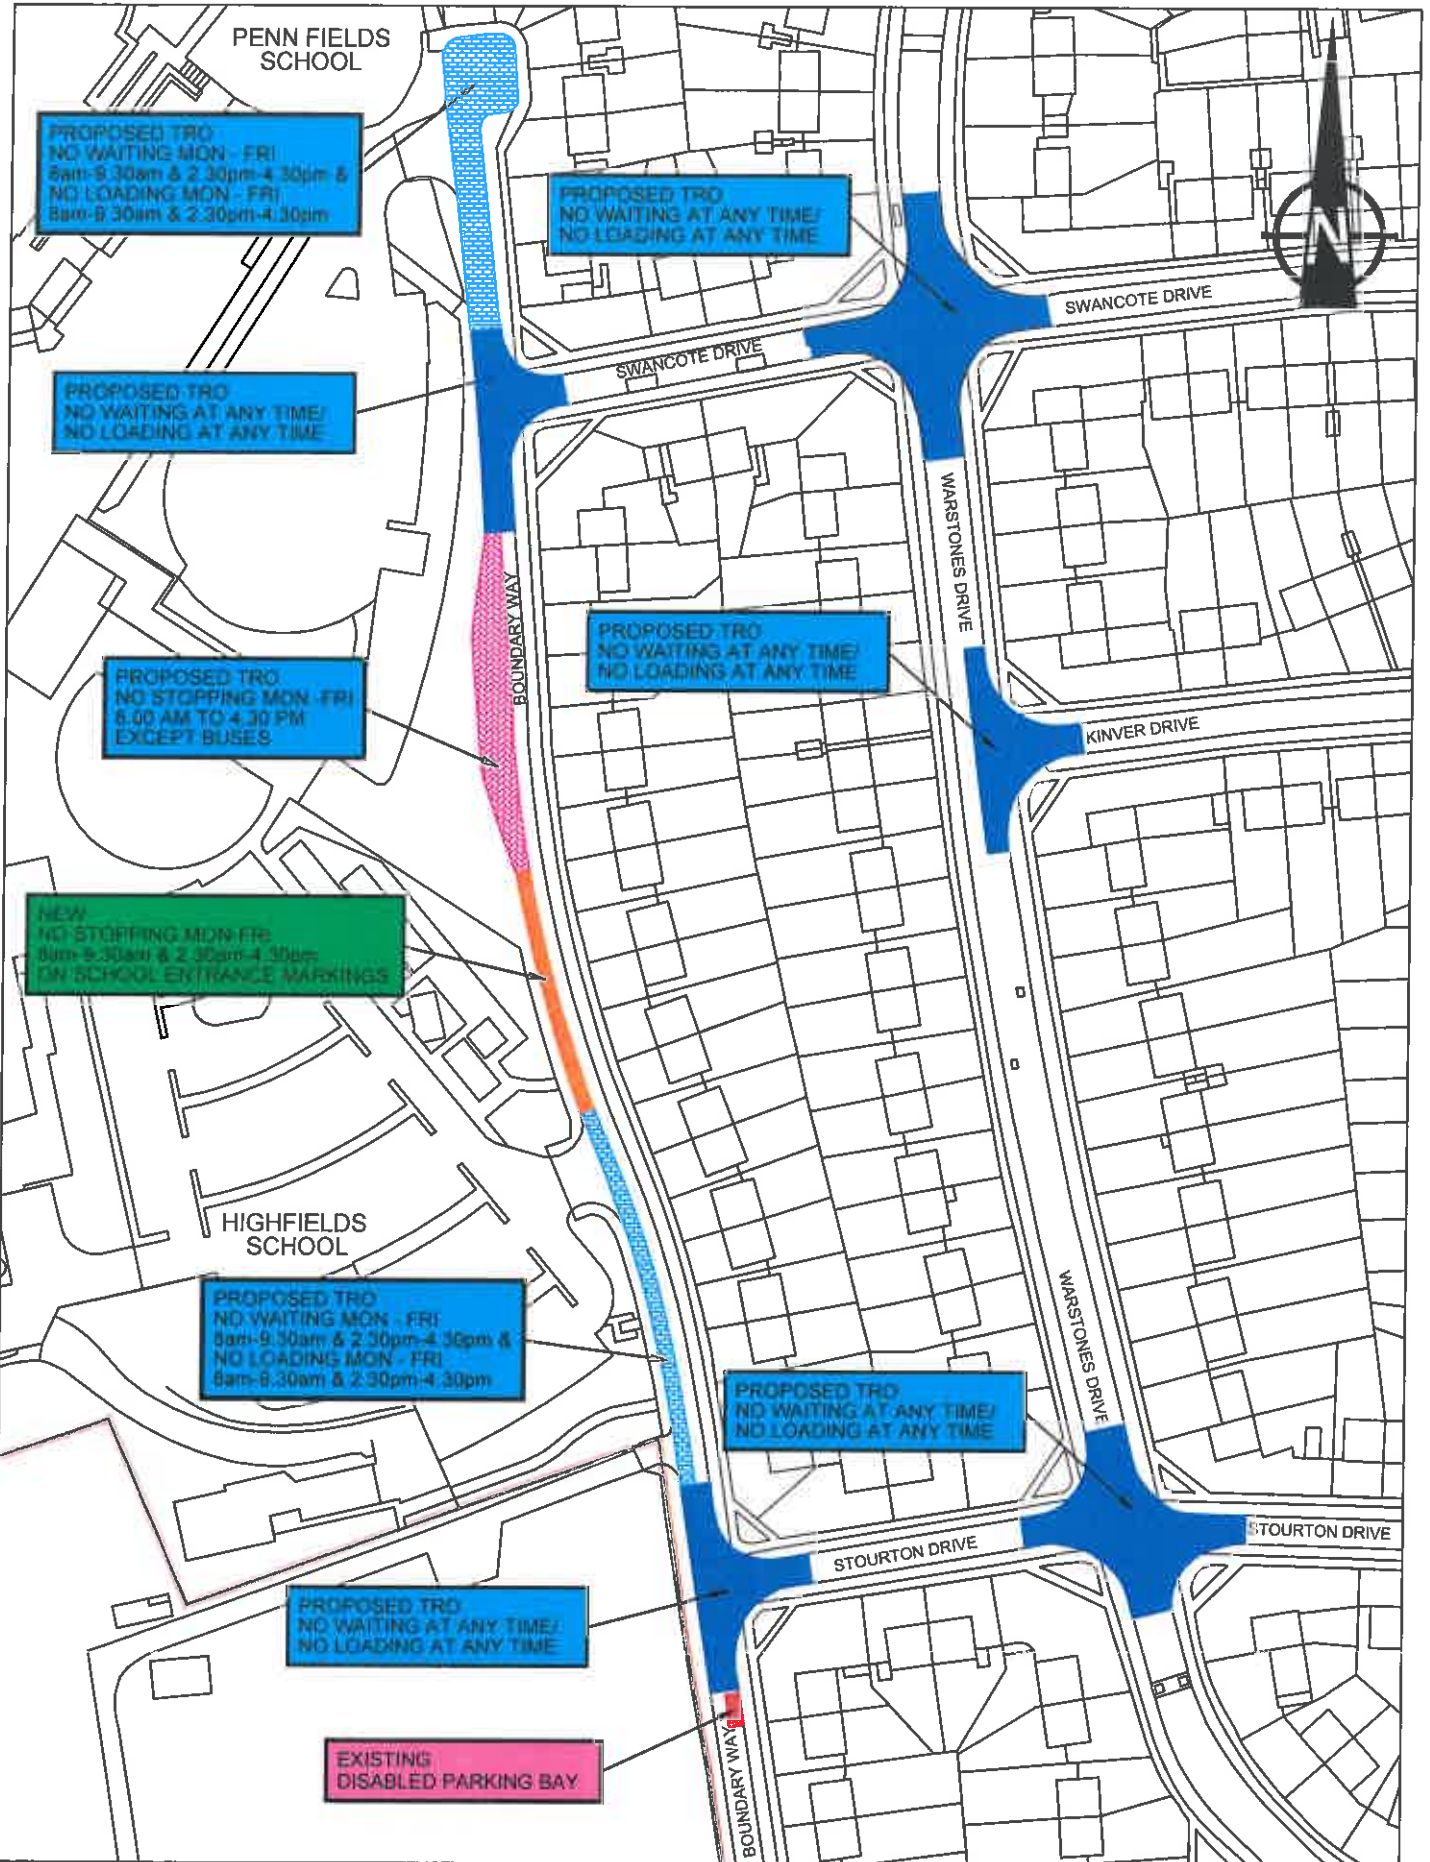 PENN FIELDS
SCHOOL
PROPOSED TRO
NO WAITING MON - FRI
8am-9.30am & 2.30pm-4.30pm &
NO LOADING MON - FRI
8am-9.30am & 2.30pm-4.30pm
PROPOSED TRO
NO WAITING AT ANY TIME/
NO LOADING AT ANY TIME
N
SWANCOTE DRIVE
SWANCOTE DRIVE
PROPOSED TRO
NO WAITING AT ANY TIME/
NO LOADING AT ANY TIME
WARSTONES DRIVE
BOUNDARY WAY
PROPOSED TRO
NO WAITING AT ANY TIME/
NO LOADING AT ANY TIME
PROPOSED TRO
NO STOPPING MON -FRI
8.00 AM TO 4.30 PM
EXCEPT BUSES
KINVER DRIVE
NEW
NO STOPPING MON-FRI
8am-9.30am & 2.30pm-4.30pm
ON SCHOOL ENTRANCE MARKINGS
HIGHFIELDS
SCHOOL
PROPOSED TRO
NO WAITING MON - FRI
8am-9.30am & 2.30pm-4.30pm &
NO LOADING MON - FRI
8am-9.30am & 2.30pm-4.30pm
WARSTONES DRIVE
PROPOSED TRO
NO WAITING AT ANY TIME/
NO LOADING AT ANY TIME
STOURTON DRIVE
STOURTON DRIVE
PROPOSED TRO
NO WAITING AT ANY TIME/
NO LOADING AT ANY TIME
EXISTING
DISABLED PARKING BAY
BOUNDARY WAY